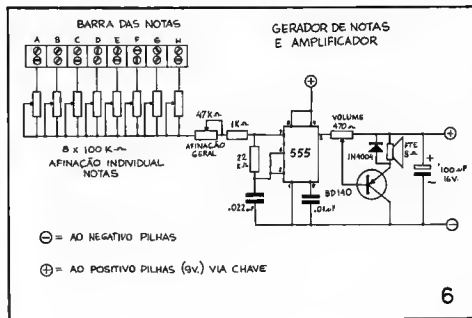 BARRA DAS NOTAS
GERADOR DE NOTAS
E AMPLIFICADOR
A B C D E F G H
47KΩ
AFINAÇÃO
GERAL
1KΩ
8 x 100 K Ω
AFINAÇÃO INDIVIDUAL
NOTAS
22
KΩ
.022µF
555
.01µF
VOLUME
470Ω
1N4004
FTE
8Ω
BD140
100µF
16V.
⊖ = AO NEGATIVO PILHAS
⊕ = AO POSITIVO PILHAS (9V.) VIA CHAVE
6